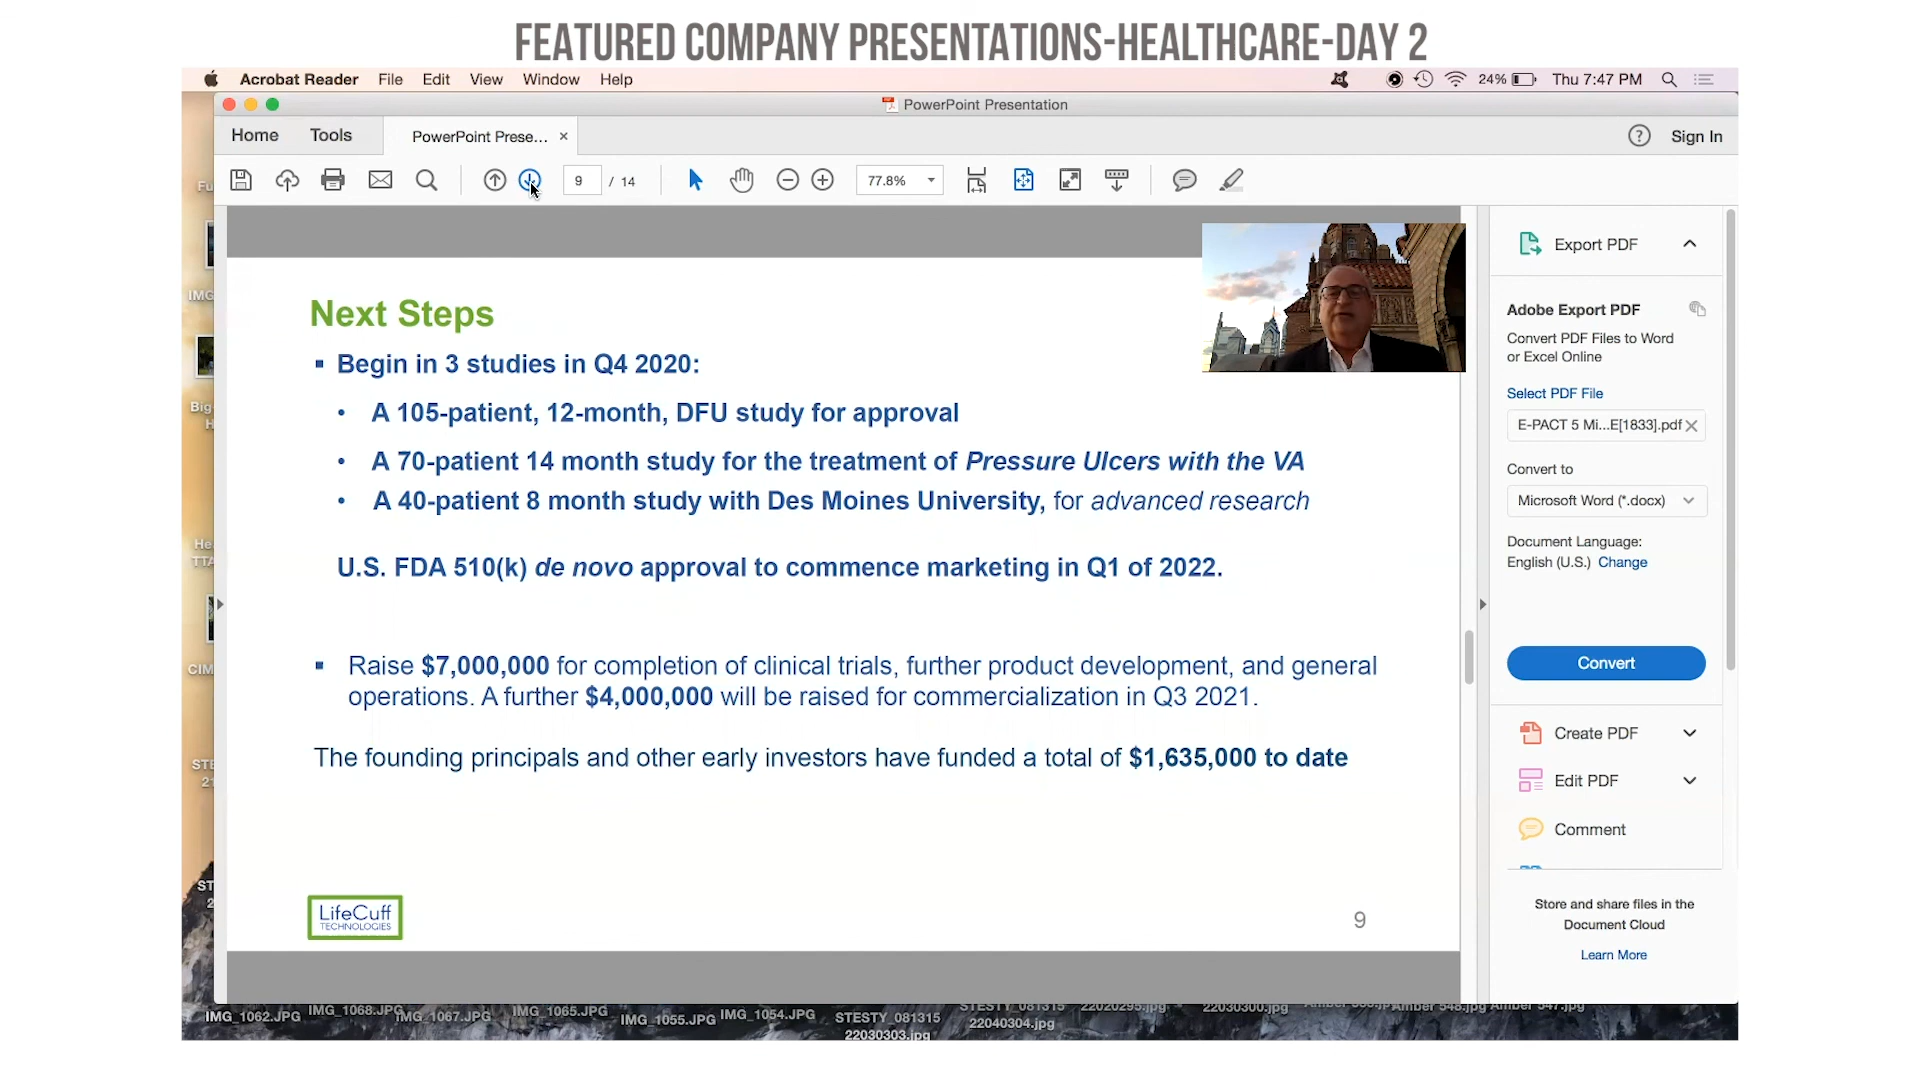 FEATURED COMPANY PRESENTATIONS-HEALTHCARE-DAY 2
Acrobat Reader File Edit View Window Help 24% Thu 7:47 PM
PowerPoint Presentation
Home Tools PowerPoint Prese... × ? Sign In
9 / 14 77.8%
Export PDF
Adobe Export PDF
Convert PDF Files to Word
or Excel Online
Select PDF File
E-PACT 5 Mi...E[1833].pdf
Convert to
Microsoft Word (*.docx)
Document Language:
English (U.S.) Change
Convert
Create PDF
Edit PDF
Comment
Store and share files in the
Document Cloud
Learn More
Next Steps
▪ Begin in 3 studies in Q4 2020:
• A 105-patient, 12-month, DFU study for approval
• A 70-patient 14 month study for the treatment of Pressure Ulcers with the VA
• A 40-patient 8 month study with Des Moines University, for advanced research
U.S. FDA 510(k) de novo approval to commence marketing in Q1 of 2022.
▪ Raise $7,000,000 for completion of clinical trials, further product development, and general
operations. A further $4,000,000 will be raised for commercialization in Q3 2021.
The founding principals and other early investors have funded a total of $1,635,000 to date
LifeCuff
TECHNOLOGIES
9
IMG_1062.JPG IMG_1068.JPG IMG_1067.JPG IMG_1065.JPG IMG_1055.JPG IMG_1054.JPG STESTY_081315 STESTY_081315 22020295.jpg 22030300.jpg
22030303.jpg 22040304.jpg